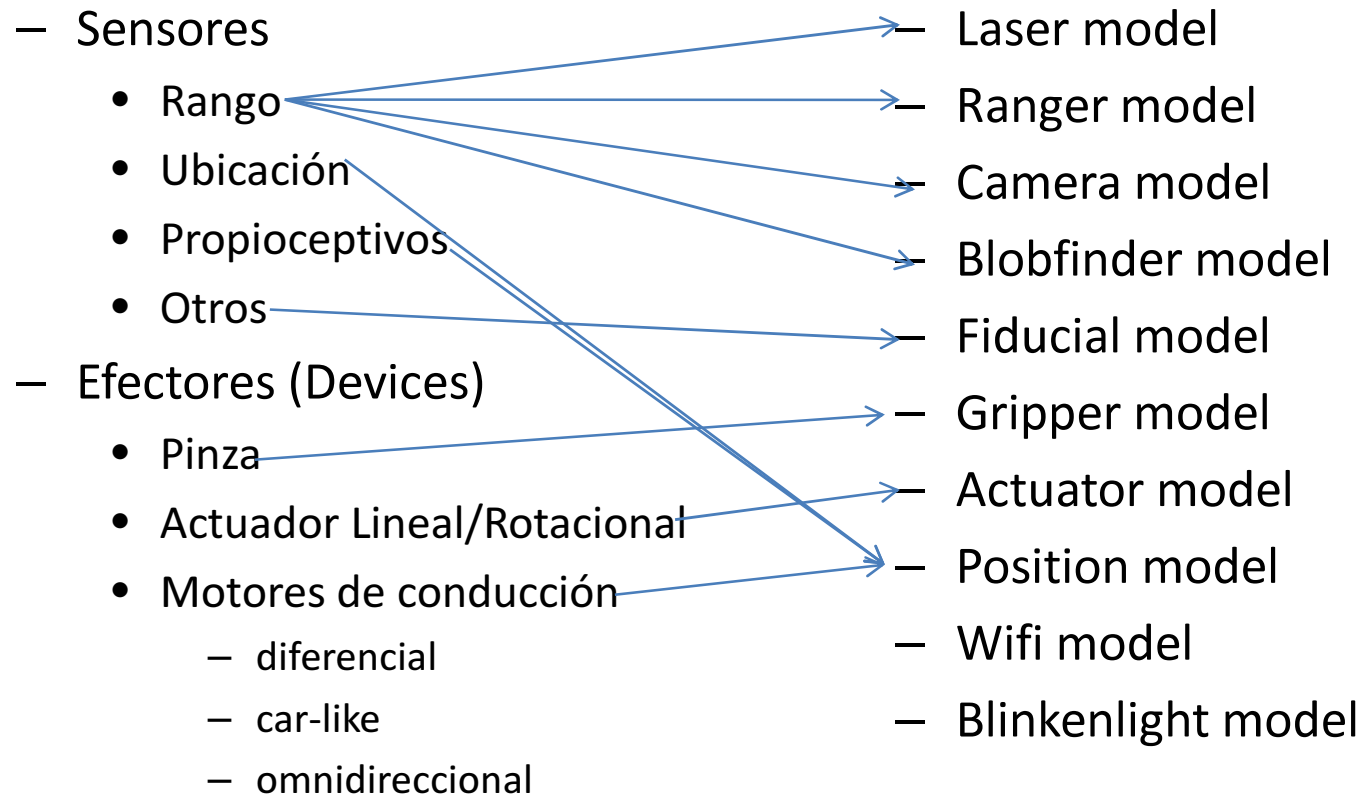 – Sensores
• Rango
• Ubicación
• Propioceptivos
• Otros
– Efectores (Devices)
• Pinza
• Actuador Lineal/Rotacional
• Motores de conducción
– diferencial
– car-like
– omnidireccional
– Laser model
– Ranger model
– Camera model
– Blobfinder model
– Fiducial model
– Gripper model
– Actuator model
– Position model
– Wifi model
– Blinkenlight model